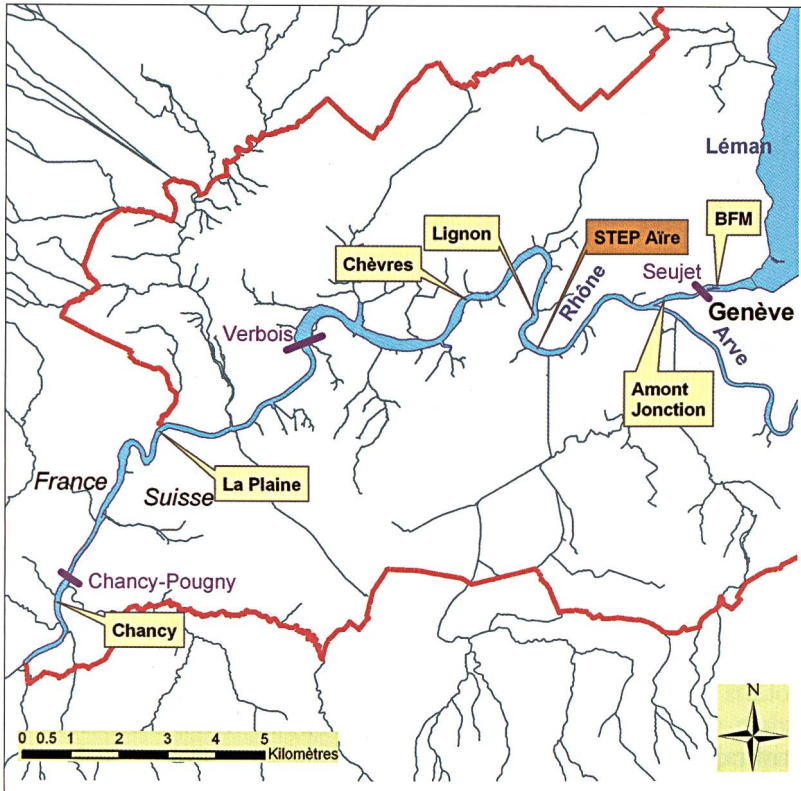 Léman
BFM
Lignon
STEP Aïre
Chèvres
Seujet
Rhône
Genève
Verbois
Arve
Amont
Jonction
France
La Plaine
Suisse
Chancy-Pougny
Chancy
N
0 0.5 1 2 3 4 5
Kilomètres